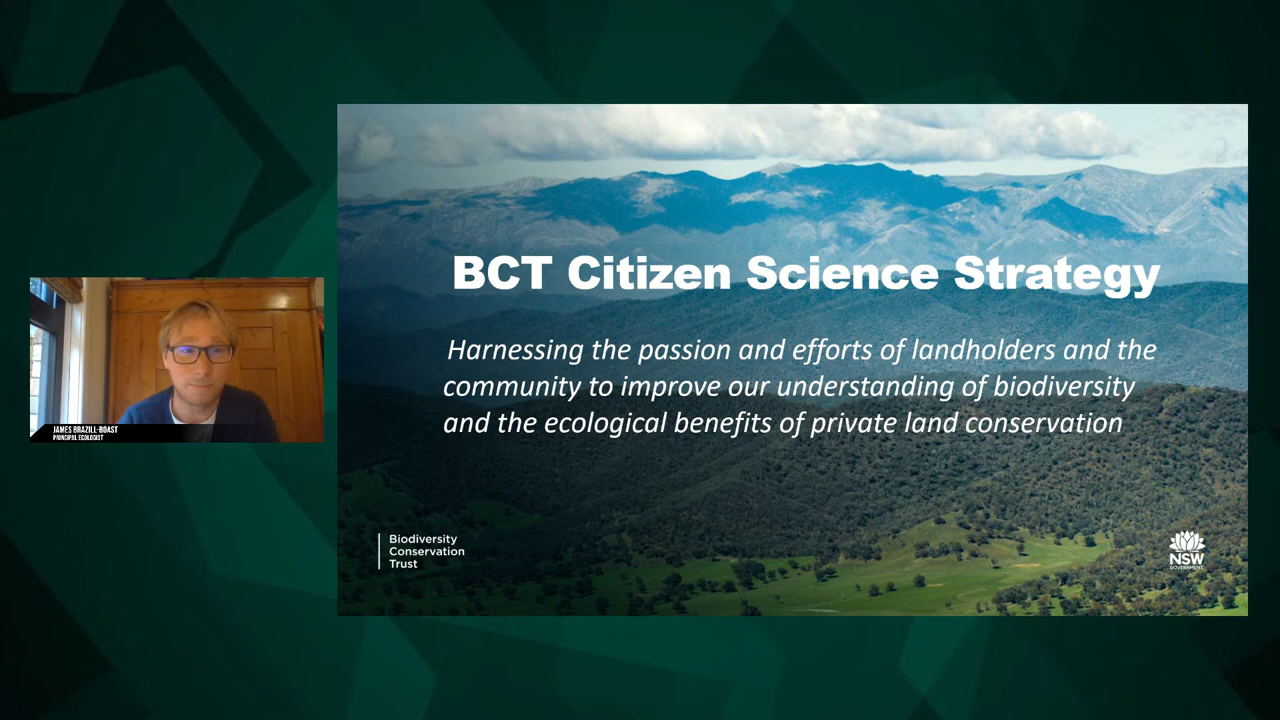 BCT Citizen Science Strategy
Harnessing the passion and efforts of landholders and the
community to improve our understanding of biodiversity
and the ecological benefits of private land conservation
JAMES BRAZILL-BOAST
PRINCIPAL ECOLOGIST
Biodiversity
Conservation
Trust
NSW
GOVERNMENT